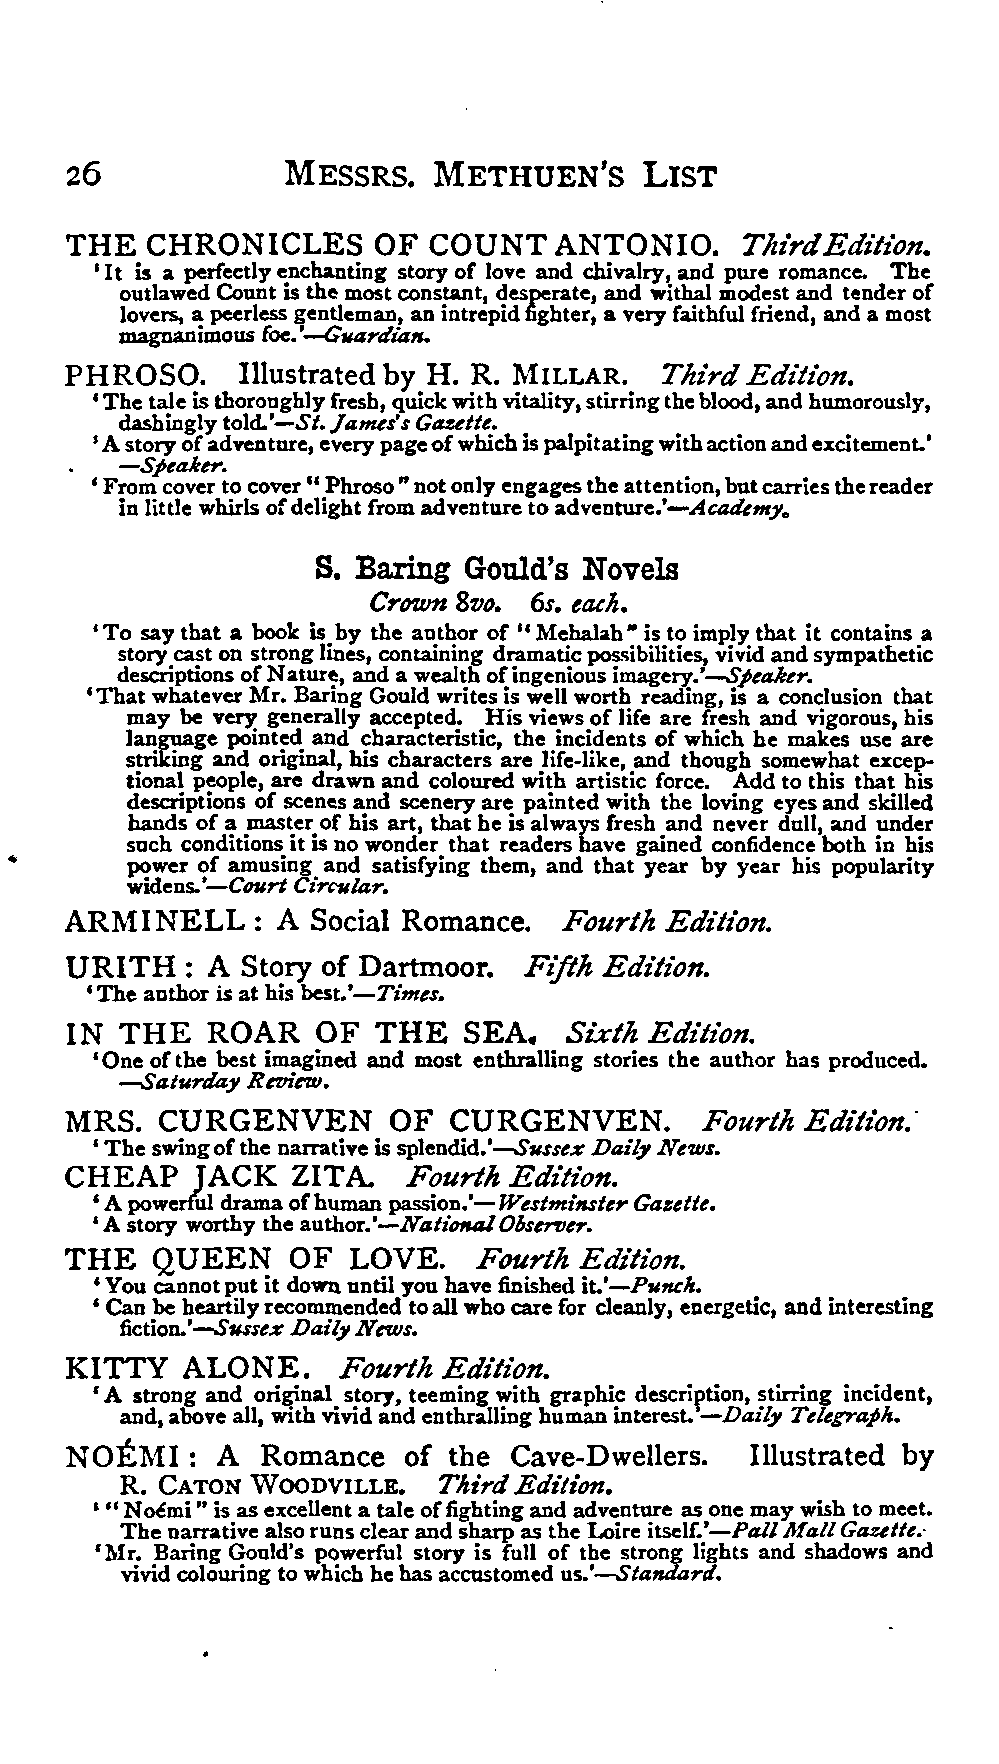 26 MESSRS. METHUEN'S LIST
THE CHRONICLES OF COUNT ANTONIO. Third Edition.
'It is a perfectly enchanting story of love and chivalry, and pure romance. The
outlawed Count is the most constant, desperate, and withal modest and tender of
lovers, a peerless gentleman, an intrepid fighter, a very faithful friend, and a most
magnanimous foe.'—Guardian.
PHROSO. Illustrated by H. R. MILLAR. Third Edition.
'The tale is thoroughly fresh, quick with vitality, stirring the blood, and humorously,
dashingly told.'—St. James's Gazette.
'A story of adventure, every page of which is palpitating with action and excitement.'
—Speaker.
'From cover to cover "Phroso" not only engages the attention, but carries the reader
in little whirls of delight from adventure to adventure.'—Academy.
S. Baring Gould's Novels
Crown 8vo. 6s. each.
'To say that a book is by the author of "Mehalah" is to imply that it contains a
story cast on strong lines, containing dramatic possibilities, vivid and sympathetic
descriptions of Nature, and a wealth of ingenious imagery.'—Speaker.
'That whatever Mr. Baring Gould writes is well worth reading, is a conclusion that
may be very generally accepted. His views of life are fresh and vigorous, his
language pointed and characteristic, the incidents of which he makes use are
striking and original, his characters are life-like, and though somewhat excep-
tional people, are drawn and coloured with artistic force. Add to this that his
descriptions of scenes and scenery are painted with the loving eyes and skilled
hands of a master of his art, that he is always fresh and never dull, and under
such conditions it is no wonder that readers have gained confidence both in his
power of amusing and satisfying them, and that year by year his popularity
widens.'—Court Circular.
ARMINELL: A Social Romance. Fourth Edition.
URITH: A Story of Dartmoor. Fifth Edition.
'The author is at his best.'—Times.
IN THE ROAR OF THE SEA. Sixth Edition.
'One of the best imagined and most enthralling stories the author has produced.
—Saturday Review.
MRS. CURGENVEN OF CURGENVEN. Fourth Edition.
'The swing of the narrative is splendid.'—Sussex Daily News.
CHEAP JACK ZITA. Fourth Edition.
'A powerful drama of human passion.'—Westminster Gazette.
'A story worthy the author.'—National Observer.
THE QUEEN OF LOVE. Fourth Edition.
'You cannot put it down until you have finished it.'—Punch.
'Can be heartily recommended to all who care for cleanly, energetic, and interesting
fiction.'—Sussex Daily News.
KITTY ALONE. Fourth Edition.
'A strong and original story, teeming with graphic description, stirring incident,
and, above all, with vivid and enthralling human interest.'—Daily Telegraph.
NOÉMI: A Romance of the Cave-Dwellers. Illustrated by
R. CATON WOODVILLE. Third Edition.
'"Noémi" is as excellent a tale of fighting and adventure as one may wish to meet.
The narrative also runs clear and sharp as the Loire itself.'—Pall Mall Gazette.
'Mr. Baring Gould's powerful story is full of the strong lights and shadows and
vivid colouring to which he has accustomed us.'—Standard.